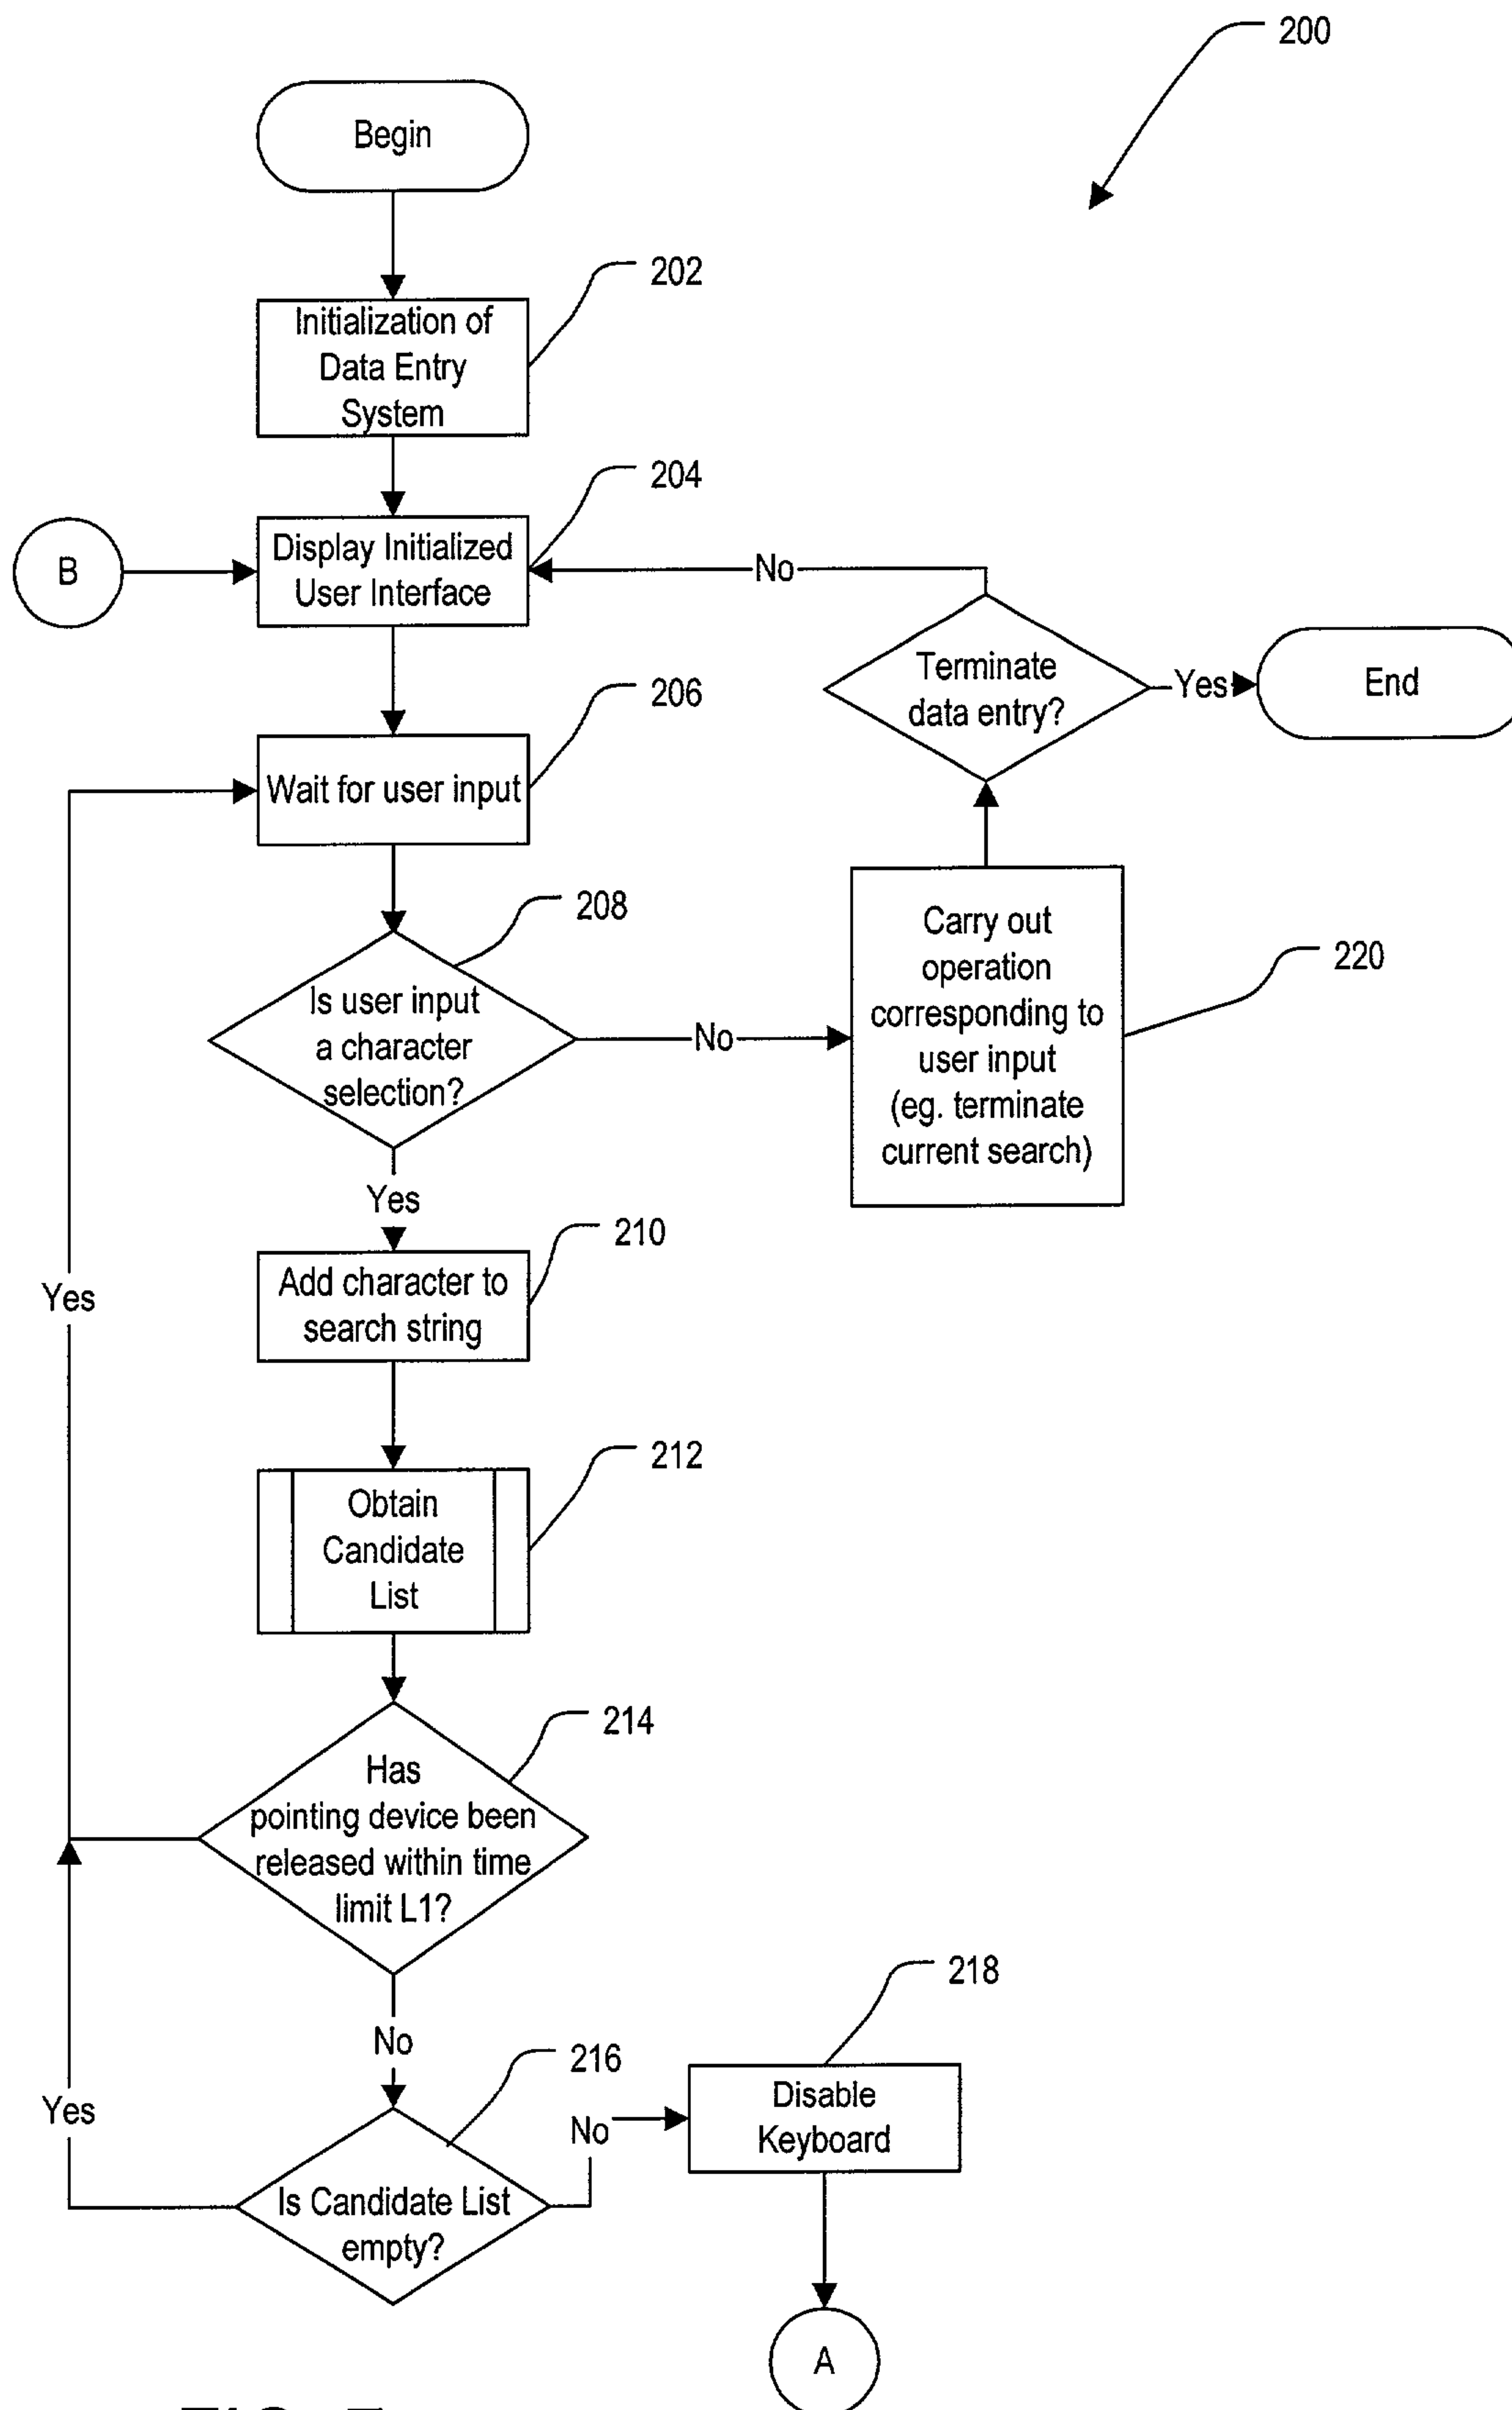 200
Begin
202
Initialization of
Data Entry
System
204
B
Display Initialized
User Interface
No
Terminate
data entry?
Yes
End
206
Wait for user input
208
Is user input
a character
selection?
No
Carry out
operation
corresponding to
user input
(eg. terminate
current search)
220
Yes
210
Add character to
search string
Yes
212
Obtain
Candidate
List
214
Has
pointing device been
released within time
limit L1?
No
216
218
Yes
Is Candidate List
empty?
No
Disable
Keyboard
A